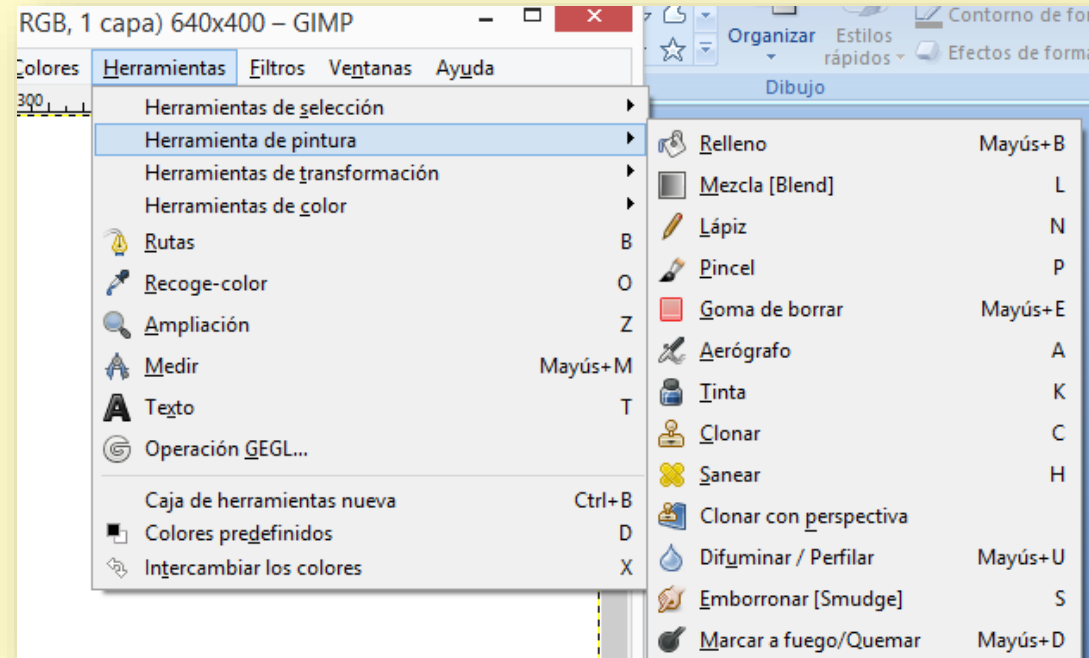 RGB, 1 capa) 640x400 – GIMP
Colores Herramientas Filtros Ventanas Ayuda
300
Organizar
Estilos rápidos
Contorno de for
Efectos de forma
Dibujo
Herramientas de selección
Herramienta de pintura
Herramientas de transformación
Herramientas de color
Rutas B
Recoge-color O
Ampliación Z
Medir Mayús+M
Texto T
Operación GEGL...
Caja de herramientas nueva Ctrl+B
Colores predefinidos D
Intercambiar los colores X
Relleno Mayús+B
Mezcla [Blend] L
Lápiz N
Pincel P
Goma de borrar Mayús+E
Aerógrafo A
Tinta K
Clonar C
Sanear H
Clonar con perspectiva
Difuminar / Perfilar Mayús+U
Emborronar [Smudge] S
Marcar a fuego/Quemar Mayús+D